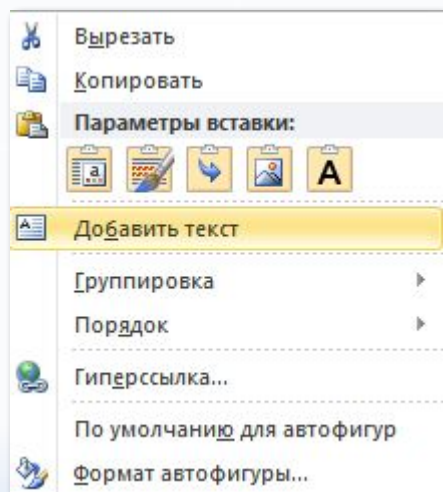 Вырезать
Копировать
Параметры вставки:
a A
A Добавить текст
Группировка
Порядок
Гиперссылка...
По умолчанию для автофигур
Формат автофигуры...